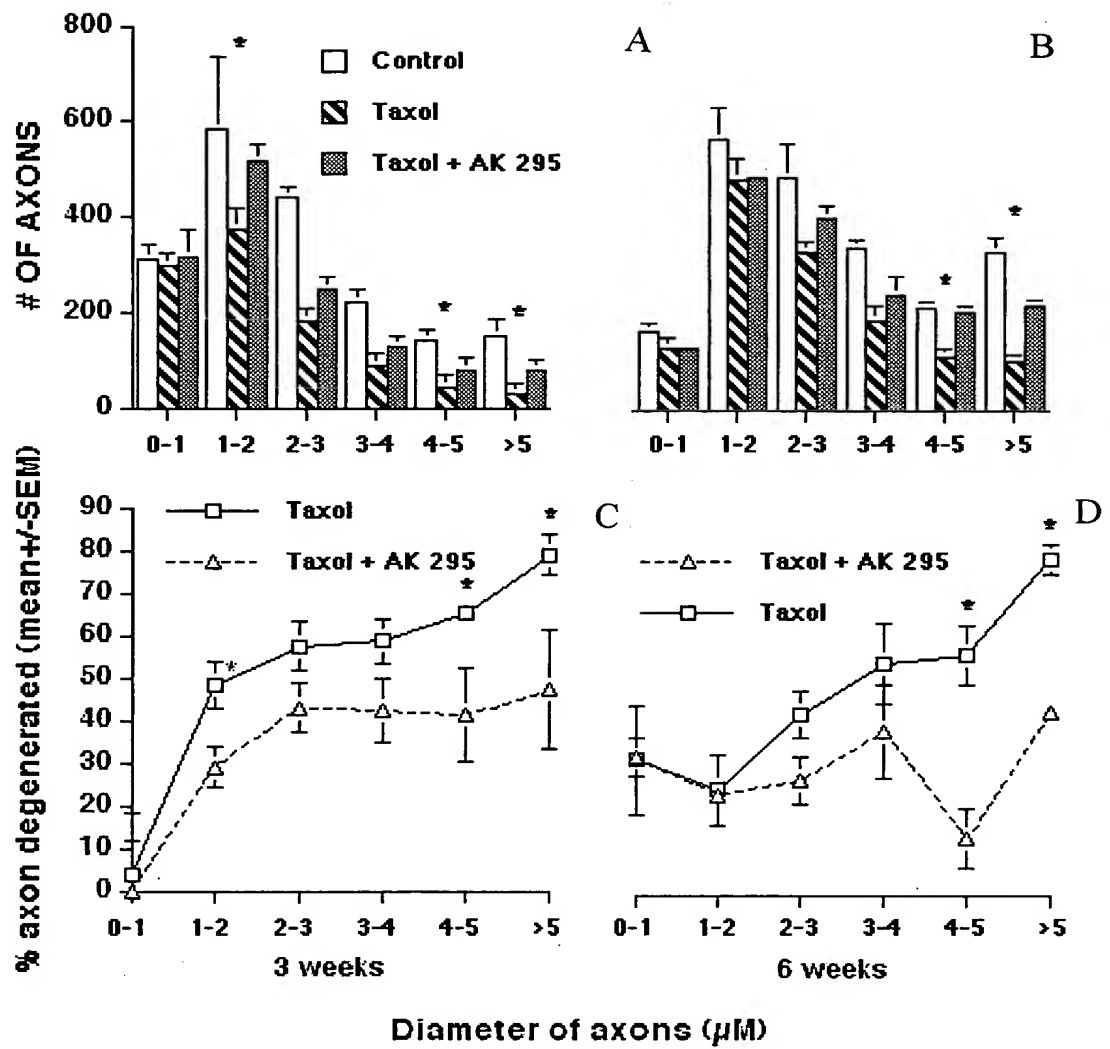 # OF AXONS
800
600
400
200
0
*
Control
Taxol
Taxol + AK 295
*
*
A
0-1 1-2 2-3 3-4 4-5 >5
B
*
*
0-1 1-2 2-3 3-4 4-5 >5
% axon degenerated (mean+/-SEM)
90
80
70
60
50
40
30
20
10
0
Taxol
Taxol + AK 295
C
*
*
*
0-1 1-2 2-3 3-4 4-5 >5
3 weeks
Taxol + AK 295
Taxol
D
*
*
0-1 1-2 2-3 3-4 4-5 >5
6 weeks
Diameter of axons (µM)